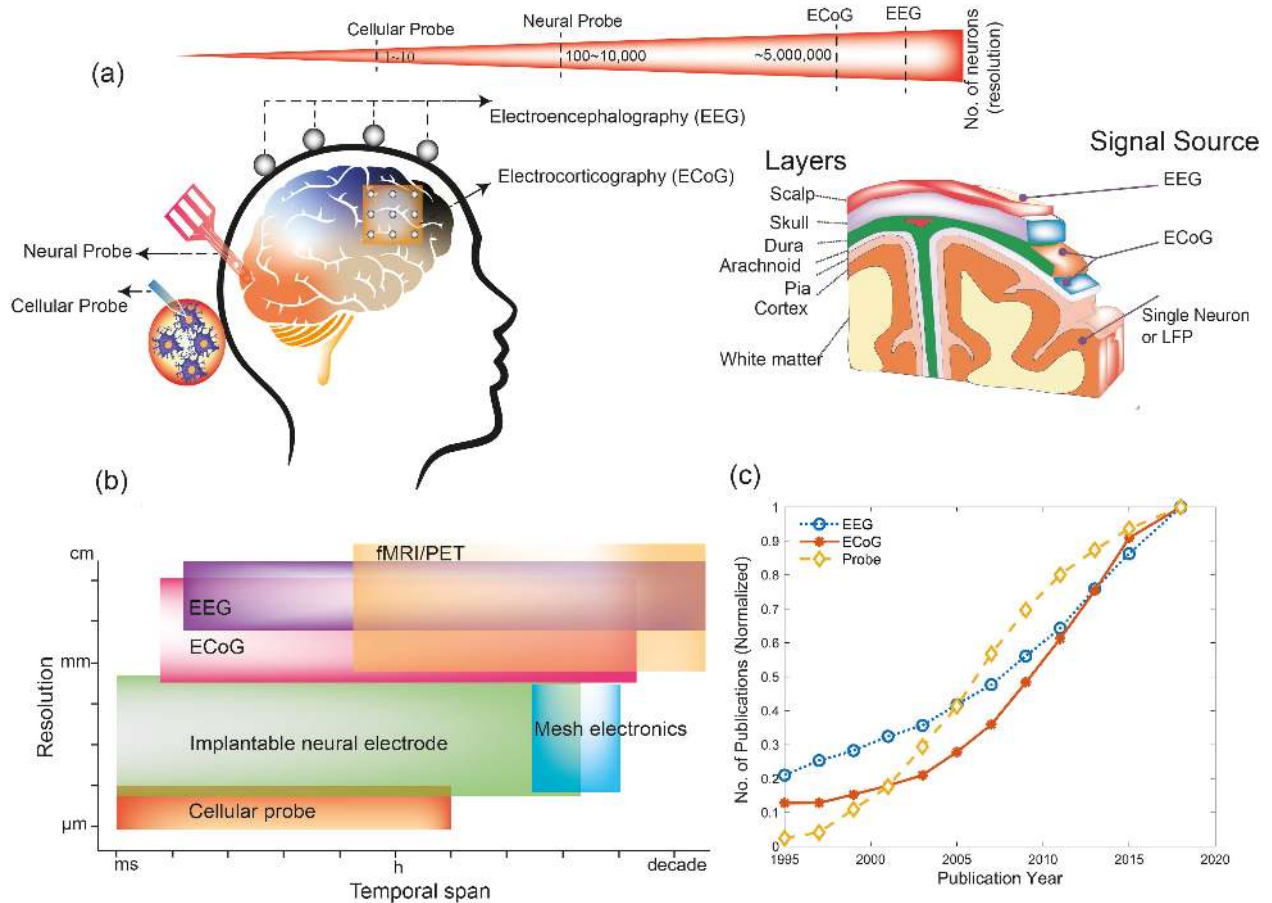 (a)
Cellular Probe
Neural Probe
ECoG
EEG
1~10
100~10,000
~5,000,000
No. of neurons
(resolution)
Electroencephalography (EEG)
Electrocorticography (ECoG)
Neural Probe
Cellular Probe
Layers
Signal Source
Scalp
Skull
Dura
Arachnoid
Pia
Cortex
White matter
EEG
ECoG
Single Neuron
or LFP
(b)
cm
mm
µm
Resolution
fMRI/PET
EEG
ECoG
Implantable neural electrode
Mesh electronics
Cellular probe
ms
h
decade
Temporal span
(c)
EEG
ECoG
Probe
1
0.9
0.8
0.7
0.6
0.5
0.4
0.3
0.2
0.1
0
No. of Publications (Normalized)
1995
2000
2005
2010
2015
2020
Publication Year